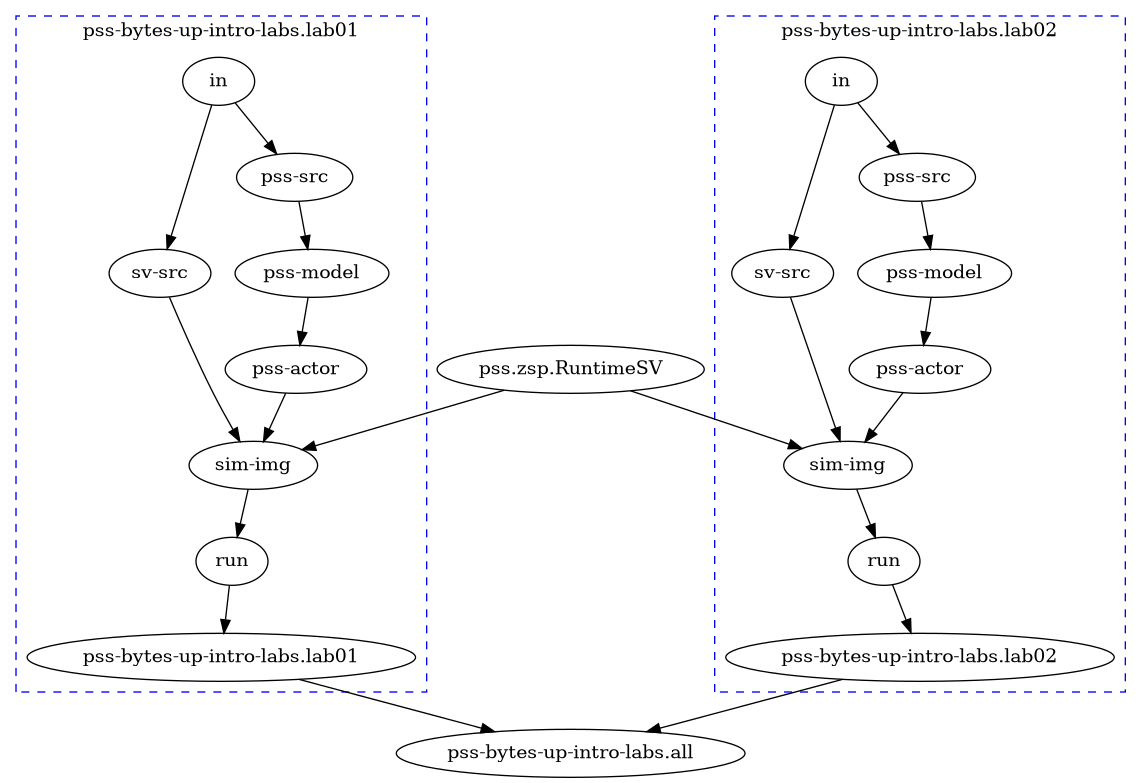 pss-bytes-up-intro-labs.lab01
in
pss-src
sv-src
pss-model
pss-actor
sim-img
run
pss-bytes-up-intro-labs.lab01
pss.zsp.RuntimeSV
pss-bytes-up-intro-labs.lab02
in
pss-src
sv-src
pss-model
pss-actor
sim-img
run
pss-bytes-up-intro-labs.lab02
pss-bytes-up-intro-labs.all